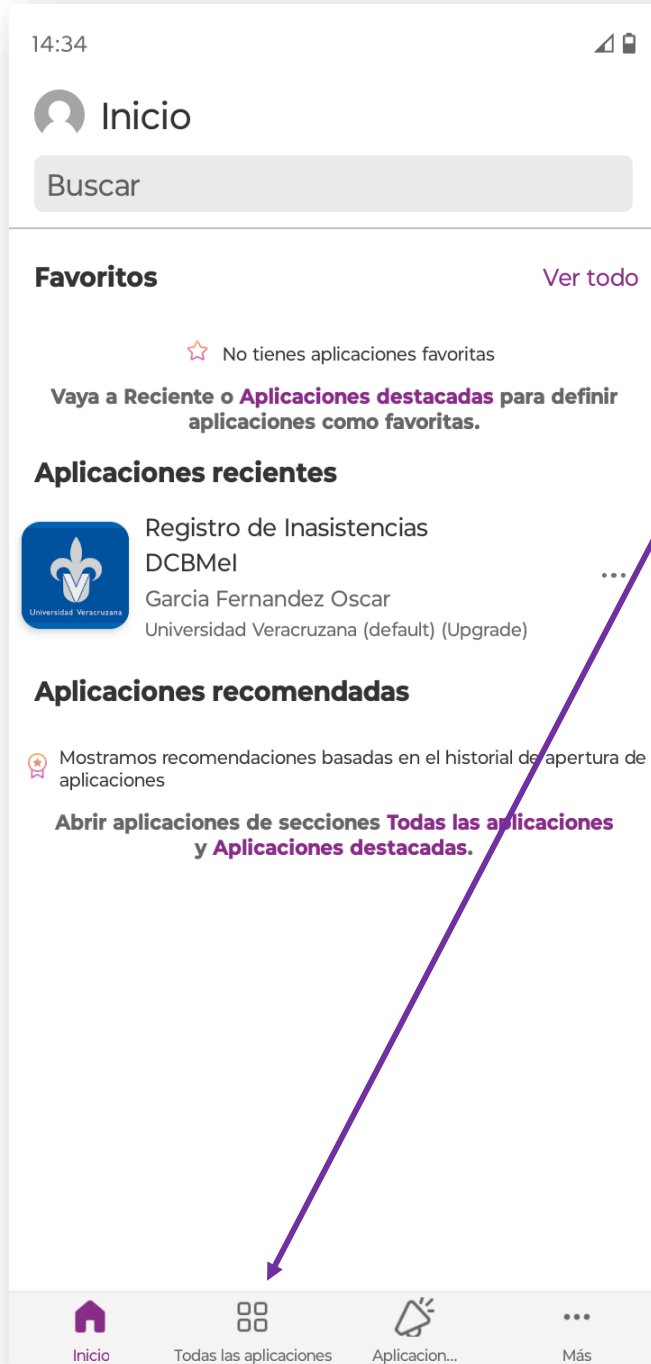 14:34
Inicio
Buscar
Favoritos Ver todo
No tienes aplicaciones favoritas
Vaya a Reciente o Aplicaciones destacadas para definir
aplicaciones como favoritas.
Aplicaciones recientes
Registro de Inasistencias
DCBMel
...
Garcia Fernandez Oscar
Universidad Veracruzana
Universidad Veracruzana (default) (Upgrade)
Aplicaciones recomendadas
Mostramos recomendaciones basadas en el historial de apertura de
aplicaciones
Abrir aplicaciones de secciones Todas las aplicaciones
y Aplicaciones destacadas.
Inicio Todas las aplicaciones Aplicacion... Más